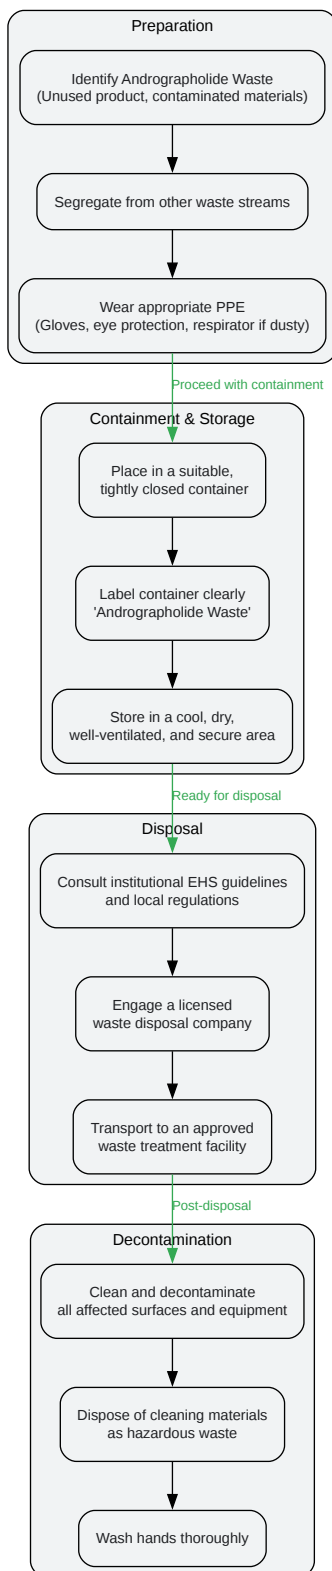 Preparation
Identify Andrographolide Waste
(Unused product, contaminated materials)
Segregate from other waste streams
Wear appropriate PPE
(Gloves, eye protection, respirator if dusty)
Proceed with containment
Containment & Storage
Place in a suitable,
tightly closed container
Label container clearly
'Andrographolide Waste'
Store in a cool, dry,
well-ventilated, and secure area
Ready for disposal
Disposal
Consult institutional EHS guidelines
and local regulations
Engage a licensed
waste disposal company
Transport to an approved
waste treatment facility
Post-disposal
Decontamination
Clean and decontaminate
all affected surfaces and equipment
Dispose of cleaning materials
as hazardous waste
Wash hands thoroughly